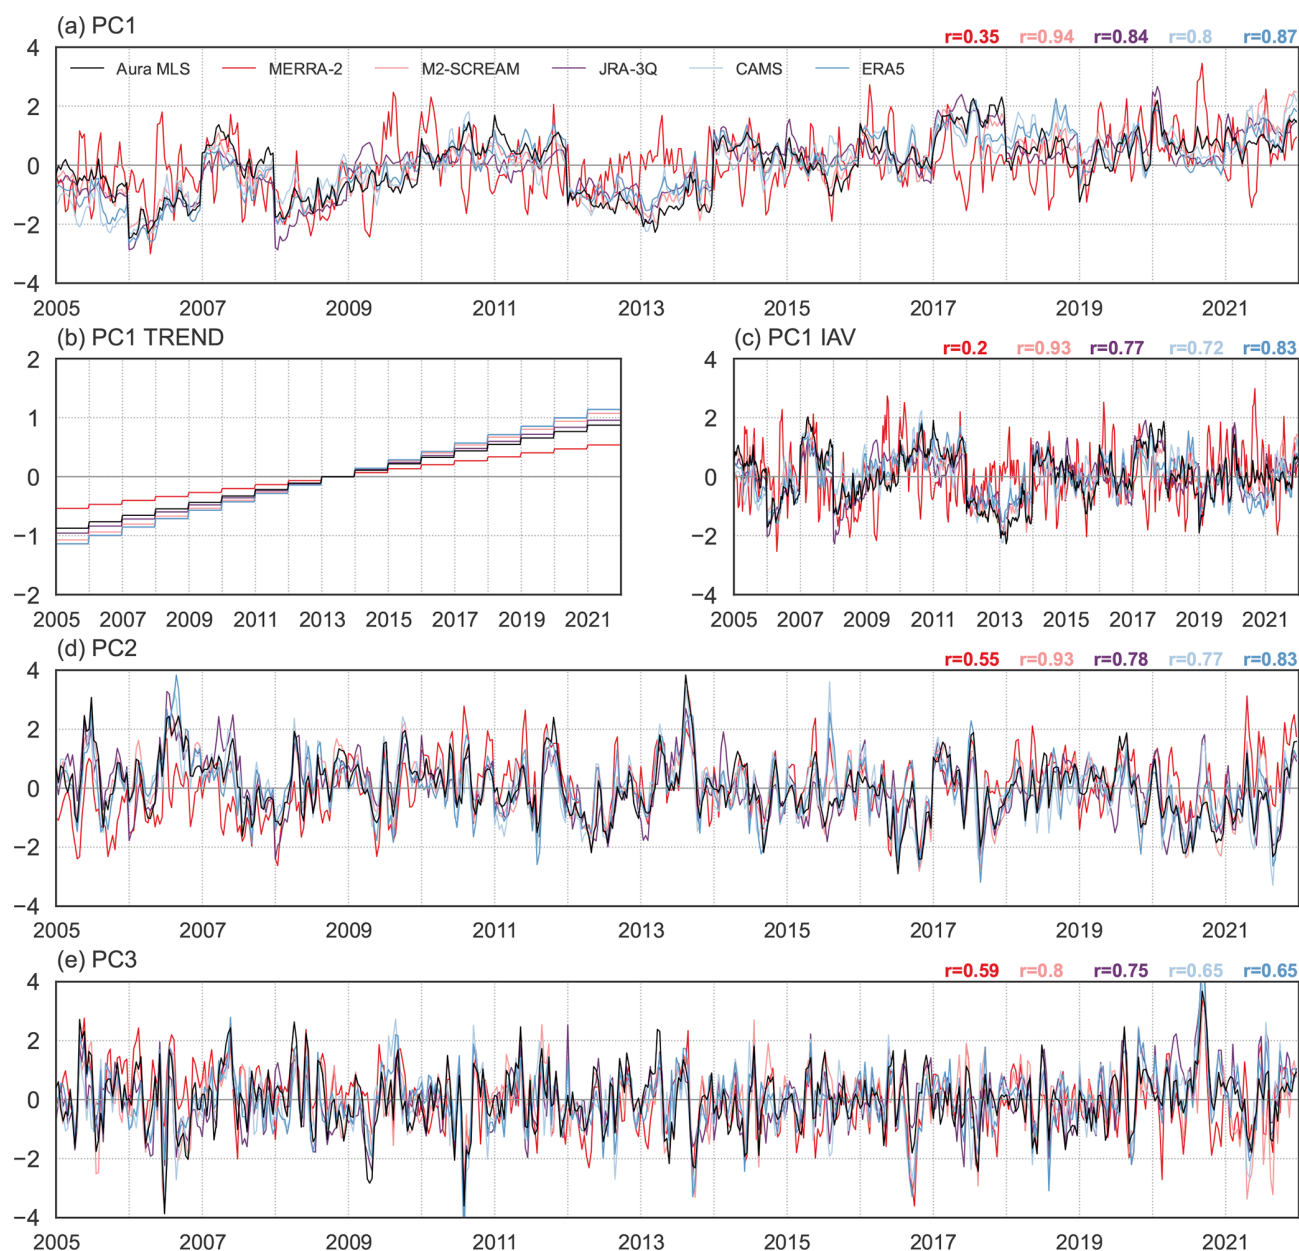 (a) PC1
r=0.35 r=0.94 r=0.84 r=0.8 r=0.87
Aura MLS MERRA-2 M2-SCREAM JRA-3Q CAMS ERA5
4
2
0
−2
−4
2005 2007 2009 2011 2013 2015 2017 2019 2021
(b) PC1 TREND
2
1
0
−1
−2
2005 2007 2009 2011 2013 2015 2017 2019 2021
(c) PC1 IAV
r=0.2 r=0.93 r=0.77 r=0.72 r=0.83
4
2
0
−2
−4
2005 2007 2009 2011 2013 2015 2017 2019 2021
(d) PC2
r=0.55 r=0.93 r=0.78 r=0.77 r=0.83
4
2
0
−2
−4
2005 2007 2009 2011 2013 2015 2017 2019 2021
(e) PC3
r=0.59 r=0.8 r=0.75 r=0.65 r=0.65
4
2
0
−2
−4
2005 2007 2009 2011 2013 2015 2017 2019 2021